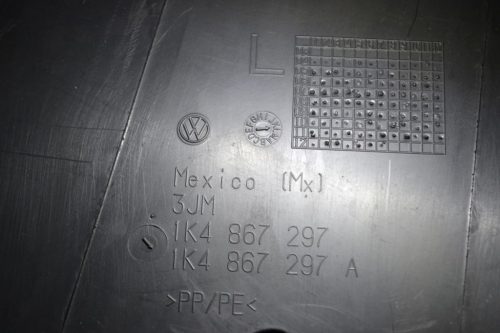 L
Mexico (Mx)
3JM
1K4 867 297
1K4 867 297 A
>PP/PE<